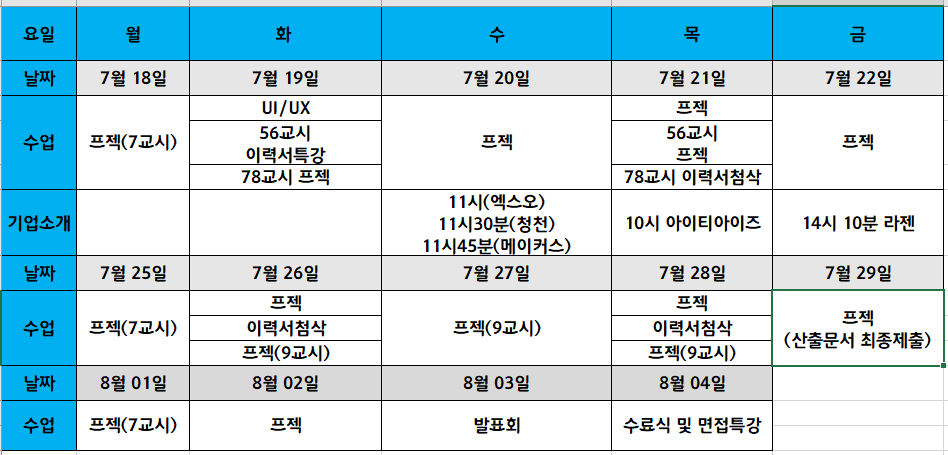 요일 월 화 수 목 금
날짜 7월 18일 7월 19일 7월 20일 7월 21일 7월 22일
수업
프젝(7교시)
UI/UX
56교시
이력서특강
78교시 프젝
프젝
프젝
56교시
프젝
78교시 이력서첨삭
프젝
기업소개
11시(엑스오)
11시30분(청천)
11시45분(메이커스)
10시 아이티아이즈
14시 10분 라젠
날짜 7월 25일 7월 26일 7월 27일 7월 28일 7월 29일
수업
프젝(7교시)
프젝
이력서첨삭
프젝(9교시)
프젝(9교시)
프젝
이력서첨삭
프젝(9교시)
프젝
(산출문서 최종제출)
날짜 8월 01일 8월 02일 8월 03일 8월 04일
수업 프젝(7교시) 프젝 발표회 수료식 및 면접특강